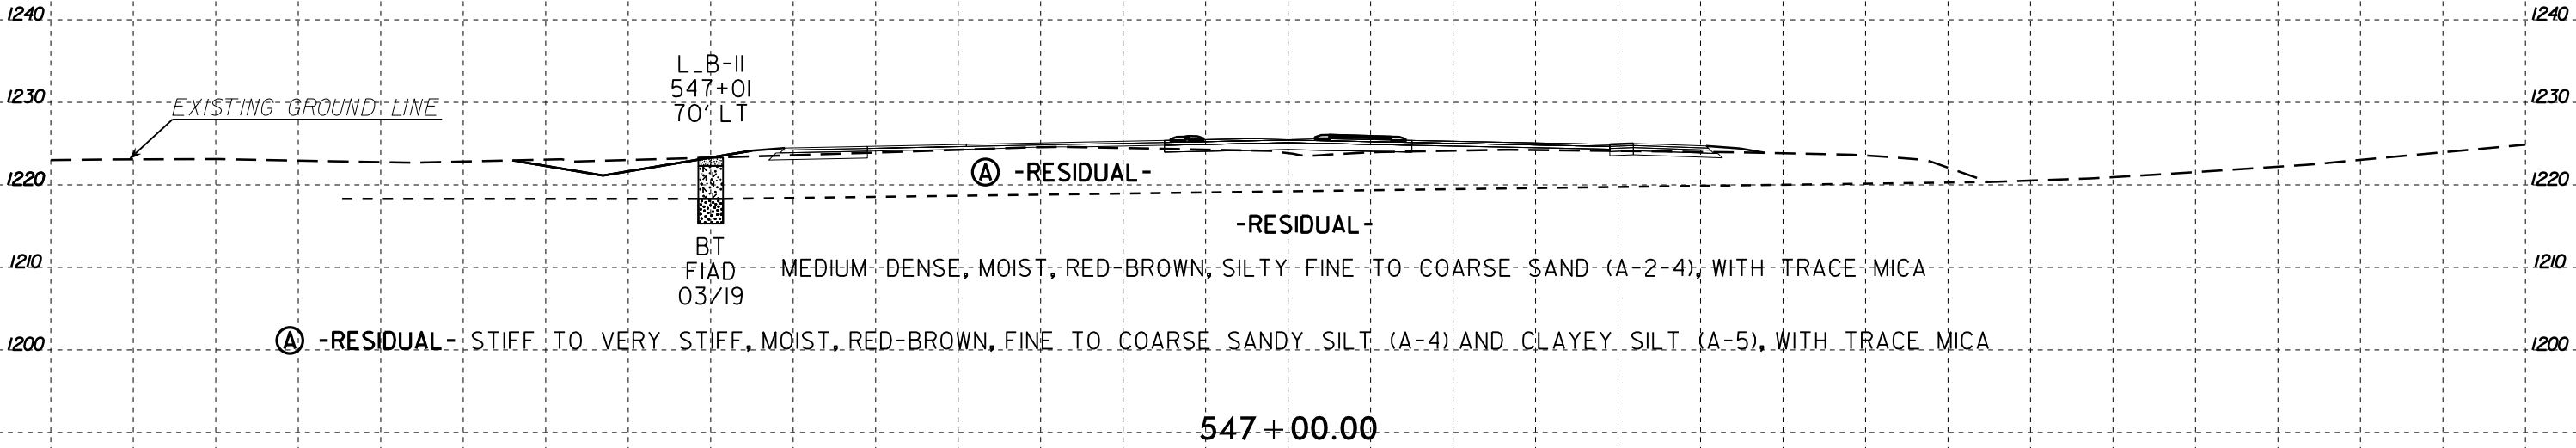 1240 1240
L_B-11
547+01
70' LT
1230 1230
EXISTING GROUND LINE
Ⓐ -RESIDUAL-
1220 1220
-RESIDUAL-
BT
FIAD
03/19
1210 MEDIUM DENSE, MOIST, RED-BROWN, SILTY FINE TO COARSE SAND (A-2-4), WITH TRACE MICA 1210
1200 Ⓐ -RESIDUAL- STIFF TO VERY STIFF, MOIST, RED-BROWN, FINE TO COARSE SANDY SILT (A-4) AND CLAYEY SILT (A-5), WITH TRACE MICA 1200
547+00.00